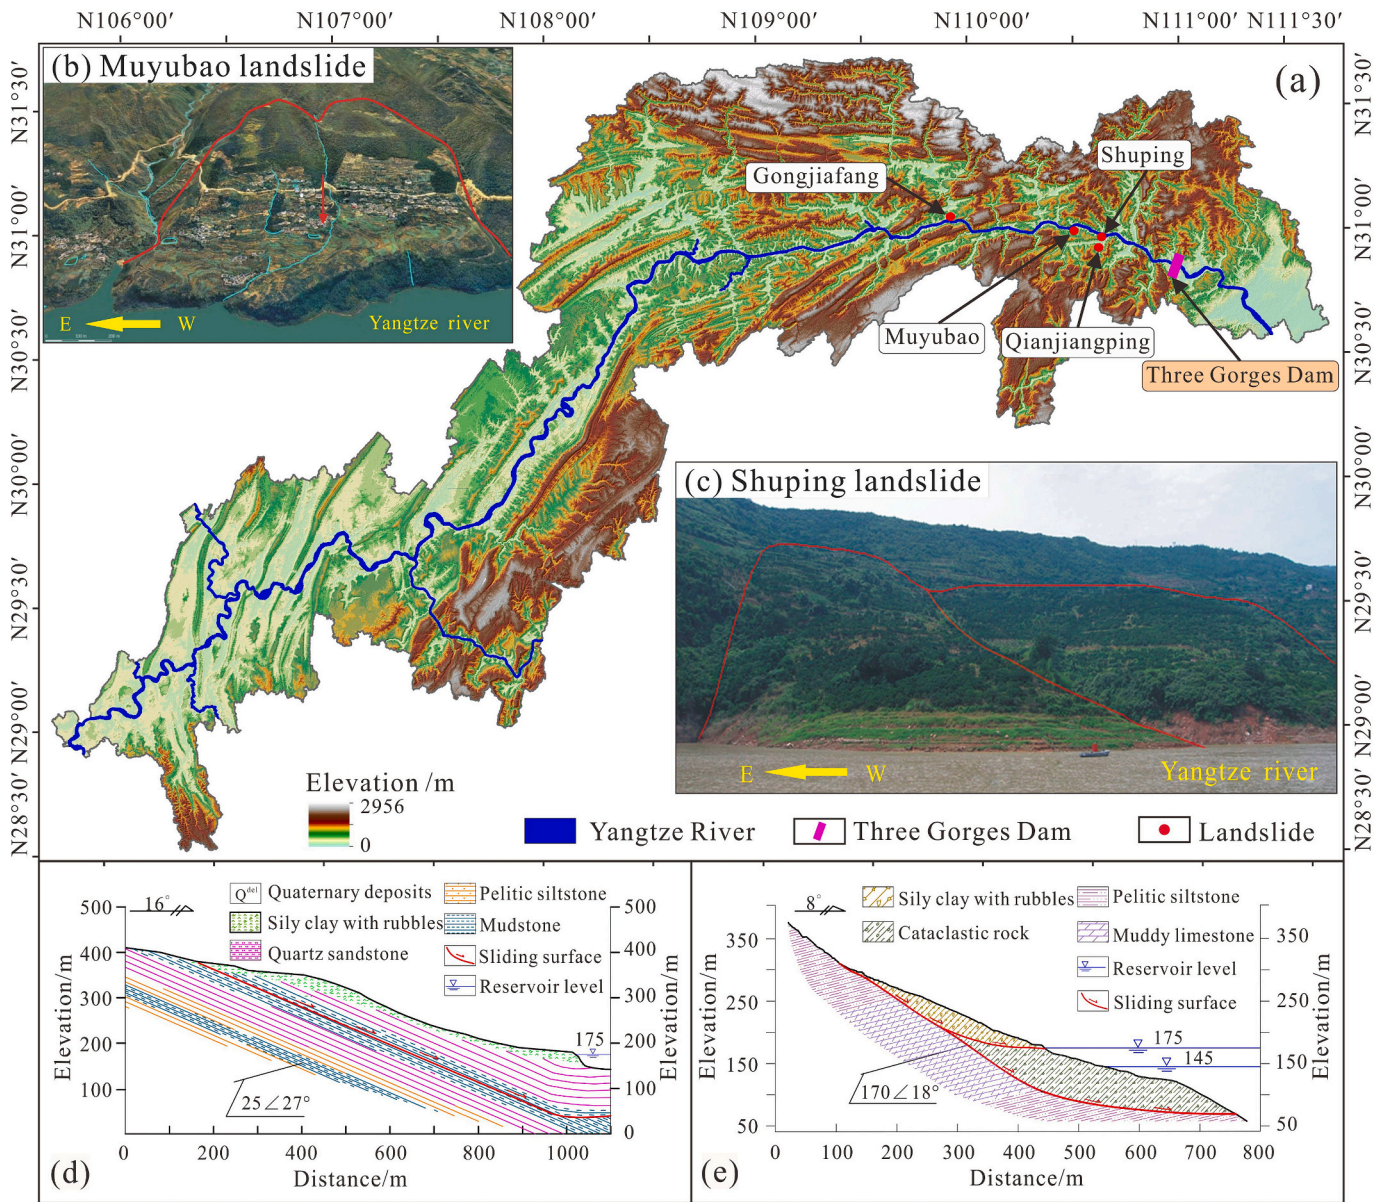 N106°00′ N107°00′ N108°00′ N109°00′ N110°00′ N111°00′ N111°30′
(b) Muyubao landslide
(a)
N31°30′ N31°30′
Shuping
Gongjiafang
N31°00′ N31°00′
E W Yangtze river
Muyubao Qianjiangping
N30°30′ N30°30′
Three Gorges Dam
N30°00′ N30°00′
(c) Shuping landslide
N29°30′ N29°30′
N29°00′ N29°00′
E W Yangtze river
Elevation /m
2956
0
N28°30′ N28°30′
Yangtze River Three Gorges Dam Landslide
Qdel Quaternary deposits
Sily clay with rubbles
Quartz sandstone
Pelitic siltstone
Mudstone
Sliding surface
Reservoir level
16°
500 500
400 400
300 300
200 200
100 100
0
Elevation/m Elevation/m
175
25∠27°
0 200 400 600 800 1000
Distance/m
(d)
Sily clay with rubbles
Cataclastic rock
Pelitic siltstone
Muddy limestone
Reservoir level
Sliding surface
8°
350 350
250 250
150 150
50 50
Elevation/m Elevation/m
175
145
170∠18°
0 100 200 300 400 500 600 700 800
Distance/m
(e)